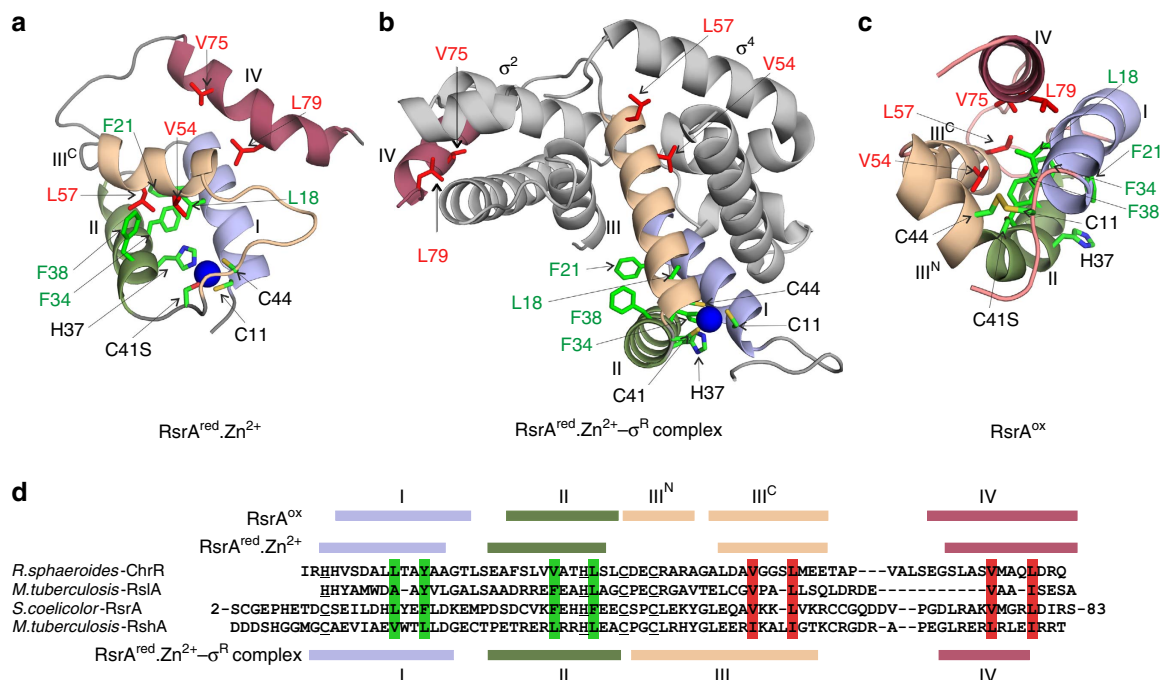 a
V75
IV
L79
F21
V54
III^C
L57
L18
II
I
F38
F34
H37
C44
C41S
C11
RsrA^red.Zn^2+
b
L57
V75
σ^2
σ^4
V54
IV
III
L79
F21
L18
C44
F38
I
F34
C11
II
C41
H37
RsrA^red.Zn^2+–σ^R complex
c
IV
L18
V75
L79
I
L57
III^C
F21
V54
F34
F38
C44
C11
III^N
II
H37
C41S
RsrA^ox
d
I II III^N III^C IV
RsrA^ox
RsrA^red.Zn^2+
R.sphaeroides-ChrR IRHHVSDALLTAYAAGTLSEAFSLVVATHLSLCDECRARAGALDAVGGSLMEETAP---VALSEGSLASVMAQLDRQ
M.tuberculosis-RslA HHYAMWDA-AYVLGALSAADRREFEAHLAGCPECRGAVTELCGVPA-LLSQLDRDE------------VAA-ISESA
S.coelicolor-RsrA 2-SCGEPHETDCSEILDHLYEFLDKEMPDSDCVKFEHHFEECSPCLEKYGLEQAVKK-LVKRCCGQDDV--PGDLRAKVMGRLDIRS-83
M.tuberculosis-RshA DDDSHGGMGCAEVIAEVWTLLDGECTPETRERLRRHLEACPGCLRHYGLEERIKALIGTKCRGDR-A--PEGLRERLRLEIRRT
RsrA^red.Zn^2+–σ^R complex
I II III IV